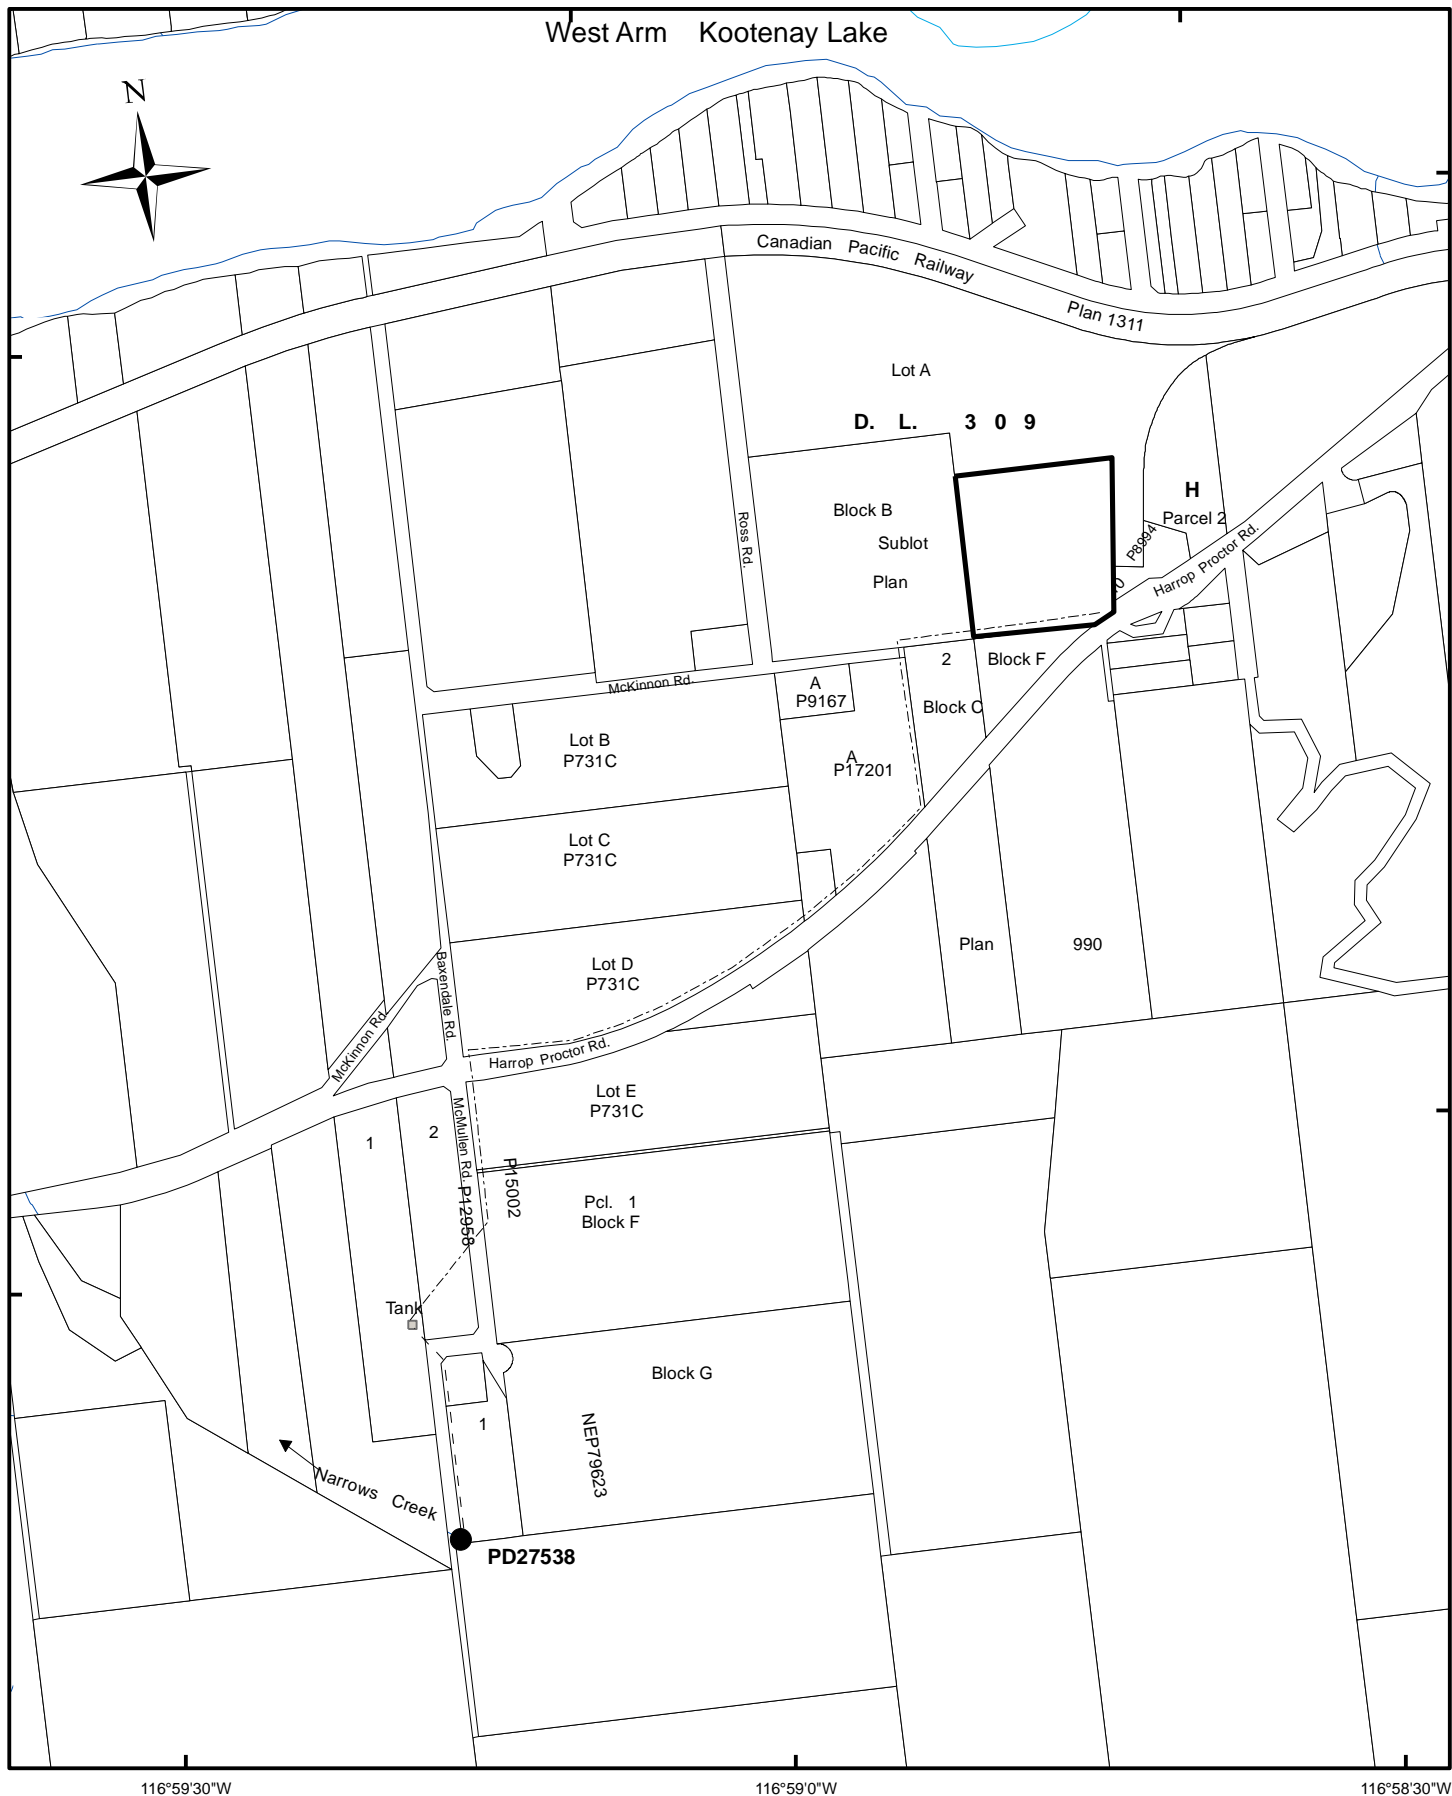 West Arm Kootenay Lake
N
Canadian Pacific Railway
Plan 1311
Lot A
D. L. 3 0 9
H
Parcel 2
Block B
Sublot
Plan
Ross Rd.
P8994
Harrop Proctor Rd.
2
Block F
McKinnon Rd.
A
P9167
Block C
Lot B
P731C
A
P17201
Lot C
P731C
Plan
990
Lot D
P731C
Baxendale Rd.
McKinnon Rd.
Harrop Proctor Rd.
Lot E
P731C
1
2
McMullen Rd.
P12958
P15002
Pcl. 1
Block F
Tank
Block G
1
NEP79623
Narrows Creek
PD27538
116°59'30"W
116°59'0"W
116°58'30"W